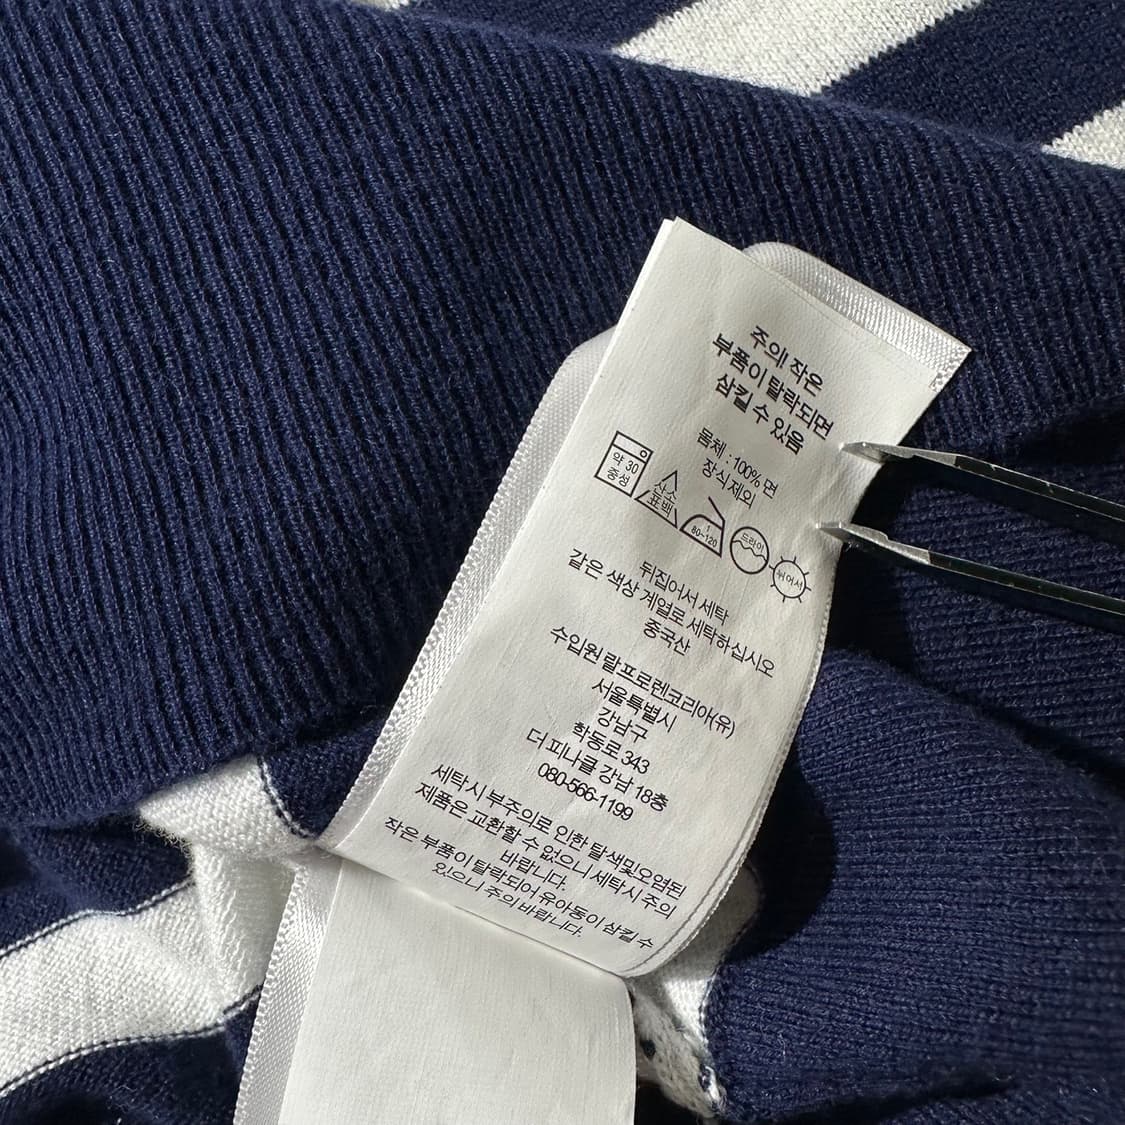 주의! 작은
부품이 탈락되면
삼킬 수 있음
몸체 : 100% 면
장식제외
약 30
중성
산소
표백
1
80~120
드라이
뉘어서
뒤집어서 세탁
같은 색상 계열로 세탁하십시오
중국산
수입원 랄프로렌코리아(유)
서울특별시
강남구
학동로 343
더 피나클 강남 18층
080-566-1199
세탁시 부주의로 인한 탈색및오염된
제품은 교환할 수 없으니 세탁시 주의
바랍니다.
작은 부품이 탈락되어 유아동이 삼킬 수
있으니 주의 바랍니다.